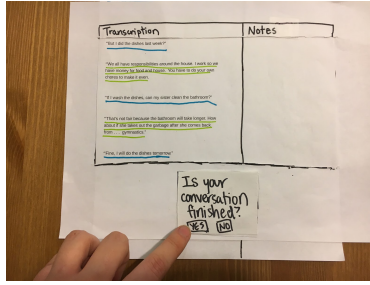 Transcription
Notes
"But I did the dishes last week!"
"We all have responsibilities around the house. I work so we
have money for food and house. You have to do your own
chores to make it even"
"If I wash the dishes, can my sister clean the bathroom?"
"That's not fair because the bathroom will take longer. How
about if she takes out the garbage after she comes back
from . . . gymnastics"
"Fine, I will do the dishes tomorrow"
Is your
conversation
finished?
YES NO